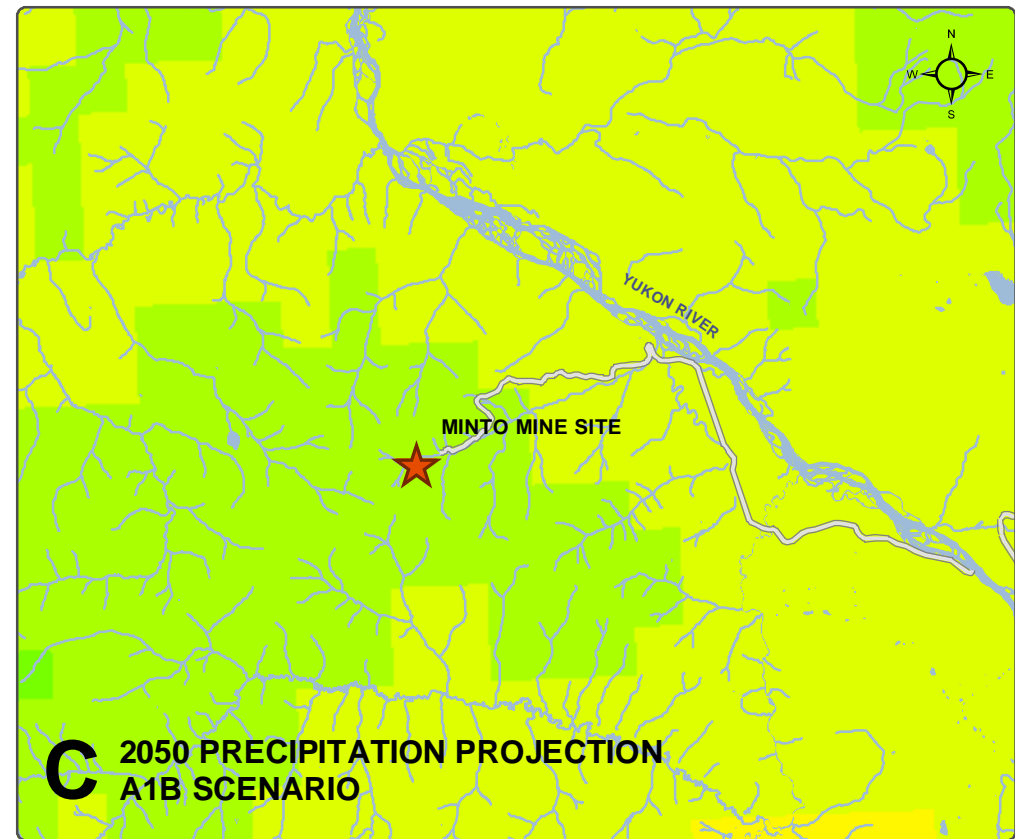 N
W E
S
YUKON RIVER
MINTO MINE SITE
C 2050 PRECIPITATION PROJECTION
A1B SCENARIO